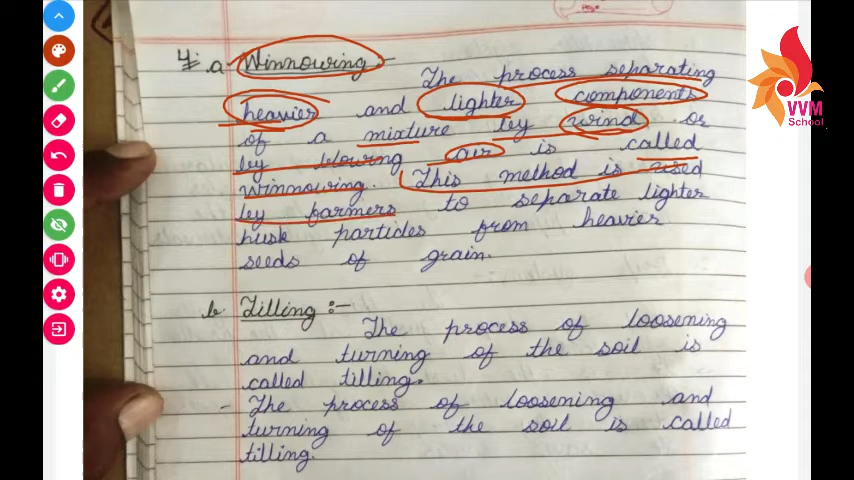 4: a - Winnowing -
The process separating
heavier and lighter components
of a mixture by wind or
by blowing air is called
winnowing. This method is used
by farmers to separate lighter
husk particles from heavier
seeds of grain.
b Tilling :-
The process of loosening
and turning of the soil is
called tilling.
- The process of loosening and
turning of the soil is called
tilling.
VVM
School